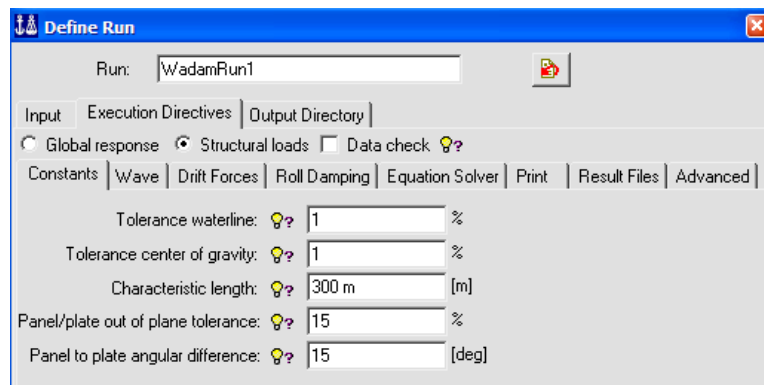 Define Run
Run: WadamRun1
Input Execution Directives Output Directory
Global response Structural loads Data check ?
Constants Wave Drift Forces Roll Damping Equation Solver Print Result Files Advanced
Tolerance waterline: ? 1 %
Tolerance center of gravity: ? 1 %
Characteristic length: ? 300 m [m]
Panel/plate out of plane tolerance: ? 15 %
Panel to plate angular difference: ? 15 [deg]